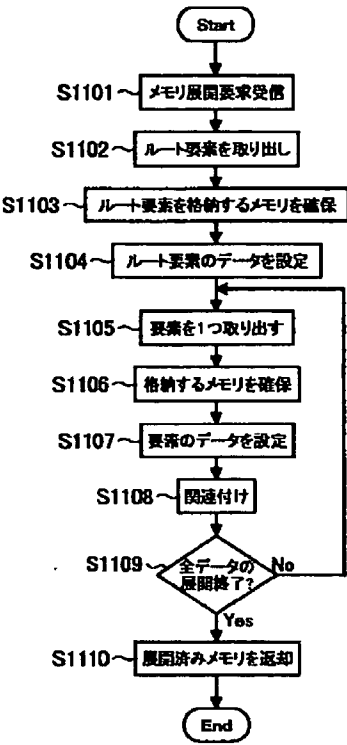 Start
S1101 メモリ展開要求受信
S1102 ルート要素を取り出し
S1103 ルート要素を格納するメモリを確保
S1104 ルート要素のデータを設定
S1105 要素を1つ取り出す
S1106 格納するメモリを確保
S1107 要素のデータを設定
S1108 関連付け
S1109 全データの
展開終了?
No
Yes
S1110 展開済みメモリを返却
End